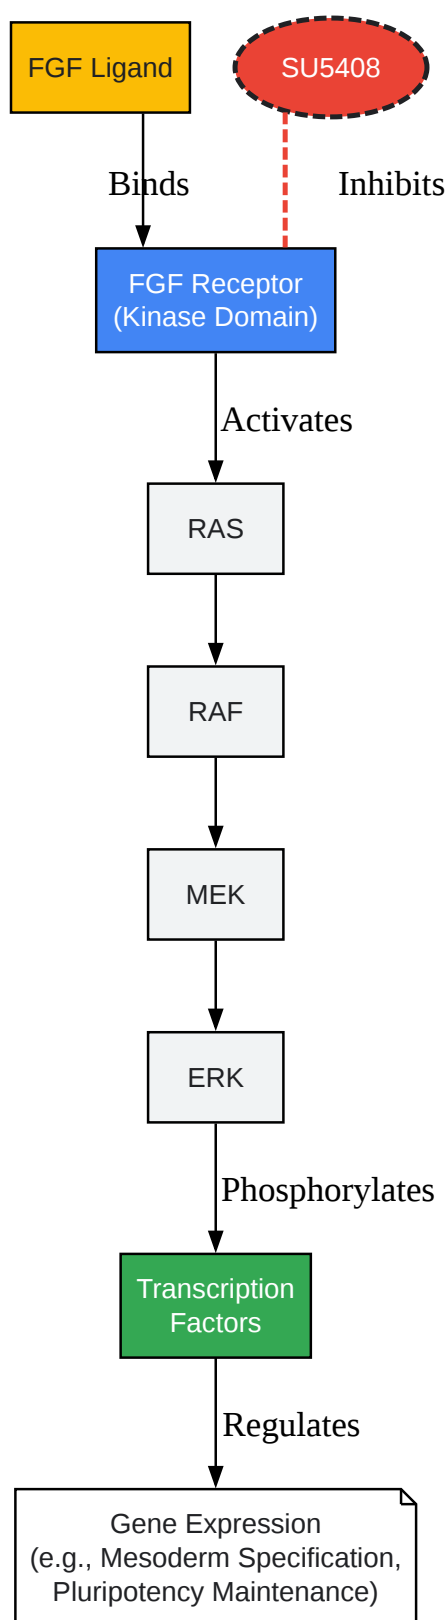 FGF Ligand
SU5408
Binds
Inhibits
FGF Receptor
(Kinase Domain)
Activates
RAS
RAF
MEK
ERK
Phosphorylates
Transcription
Factors
Regulates
Gene Expression
(e.g., Mesoderm Specification,
Pluripotency Maintenance)